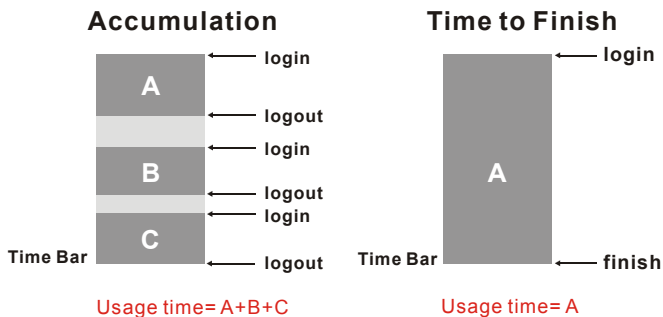 Accumulation
login
A
logout
login
B
logout
login
C
Time Bar
logout
Usage time= A+B+C
Time to Finish
login
A
Time Bar
finish
Usage time= A